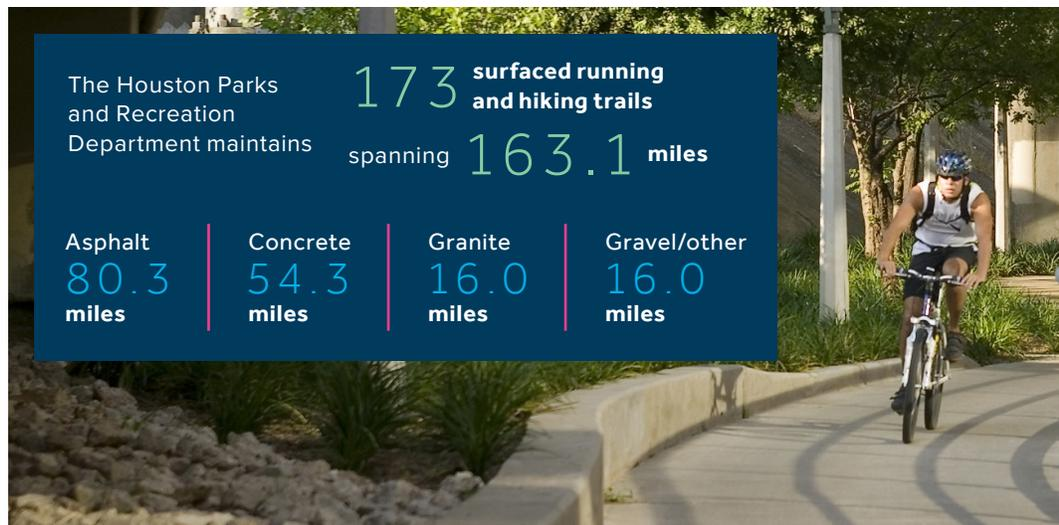 The Houston Parks
and Recreation
Department maintains
173 surfaced running
and hiking trails
spanning 163.1 miles
Asphalt
80.3
miles
Concrete
54.3
miles
Granite
16.0
miles
Gravel/other
16.0
miles